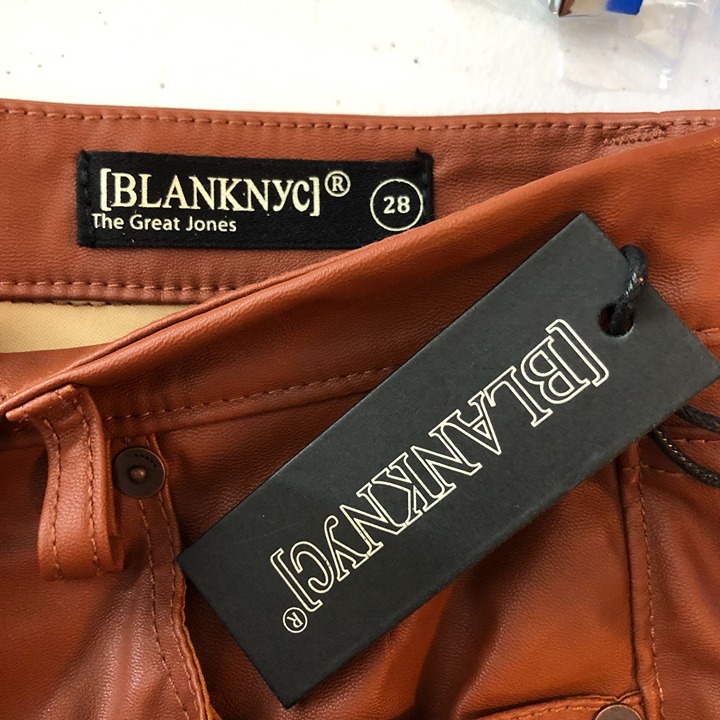 [BLANKNYC]®
28
The Great Jones
[BLANKNYC]®